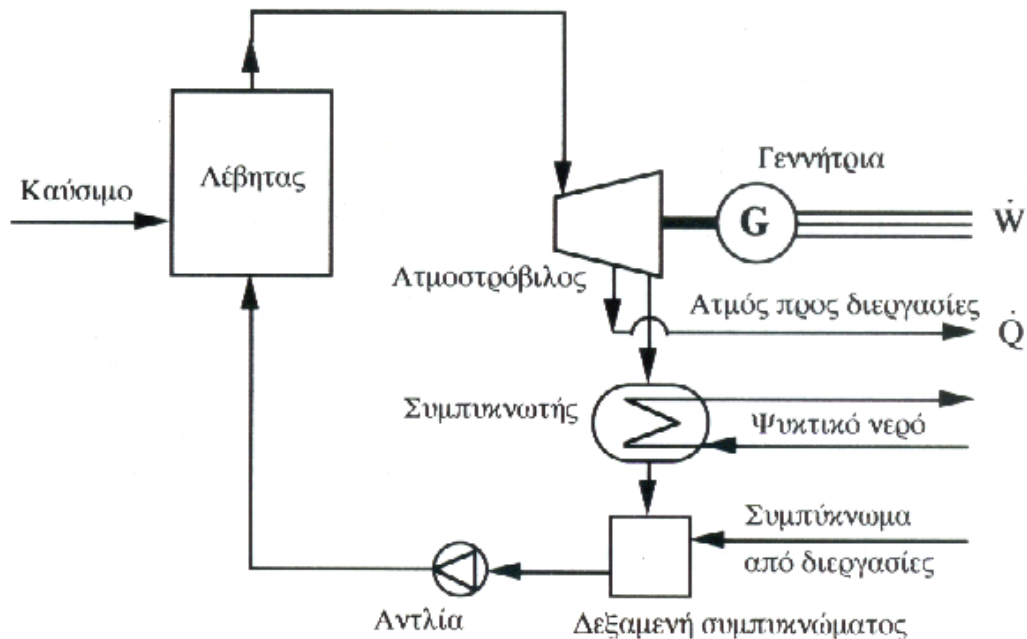 Γεννήτρια
Λέβητας
Καύσιμο
G
Ẇ
Ατμοστρόβιλος
Ατμός προς διεργασίες
Q̇
Συμπυκνωτής
Ψυκτικό νερό
Συμπύκνωμα
από διεργασίες
Αντλία
Δεξαμενή συμπυκνώματος